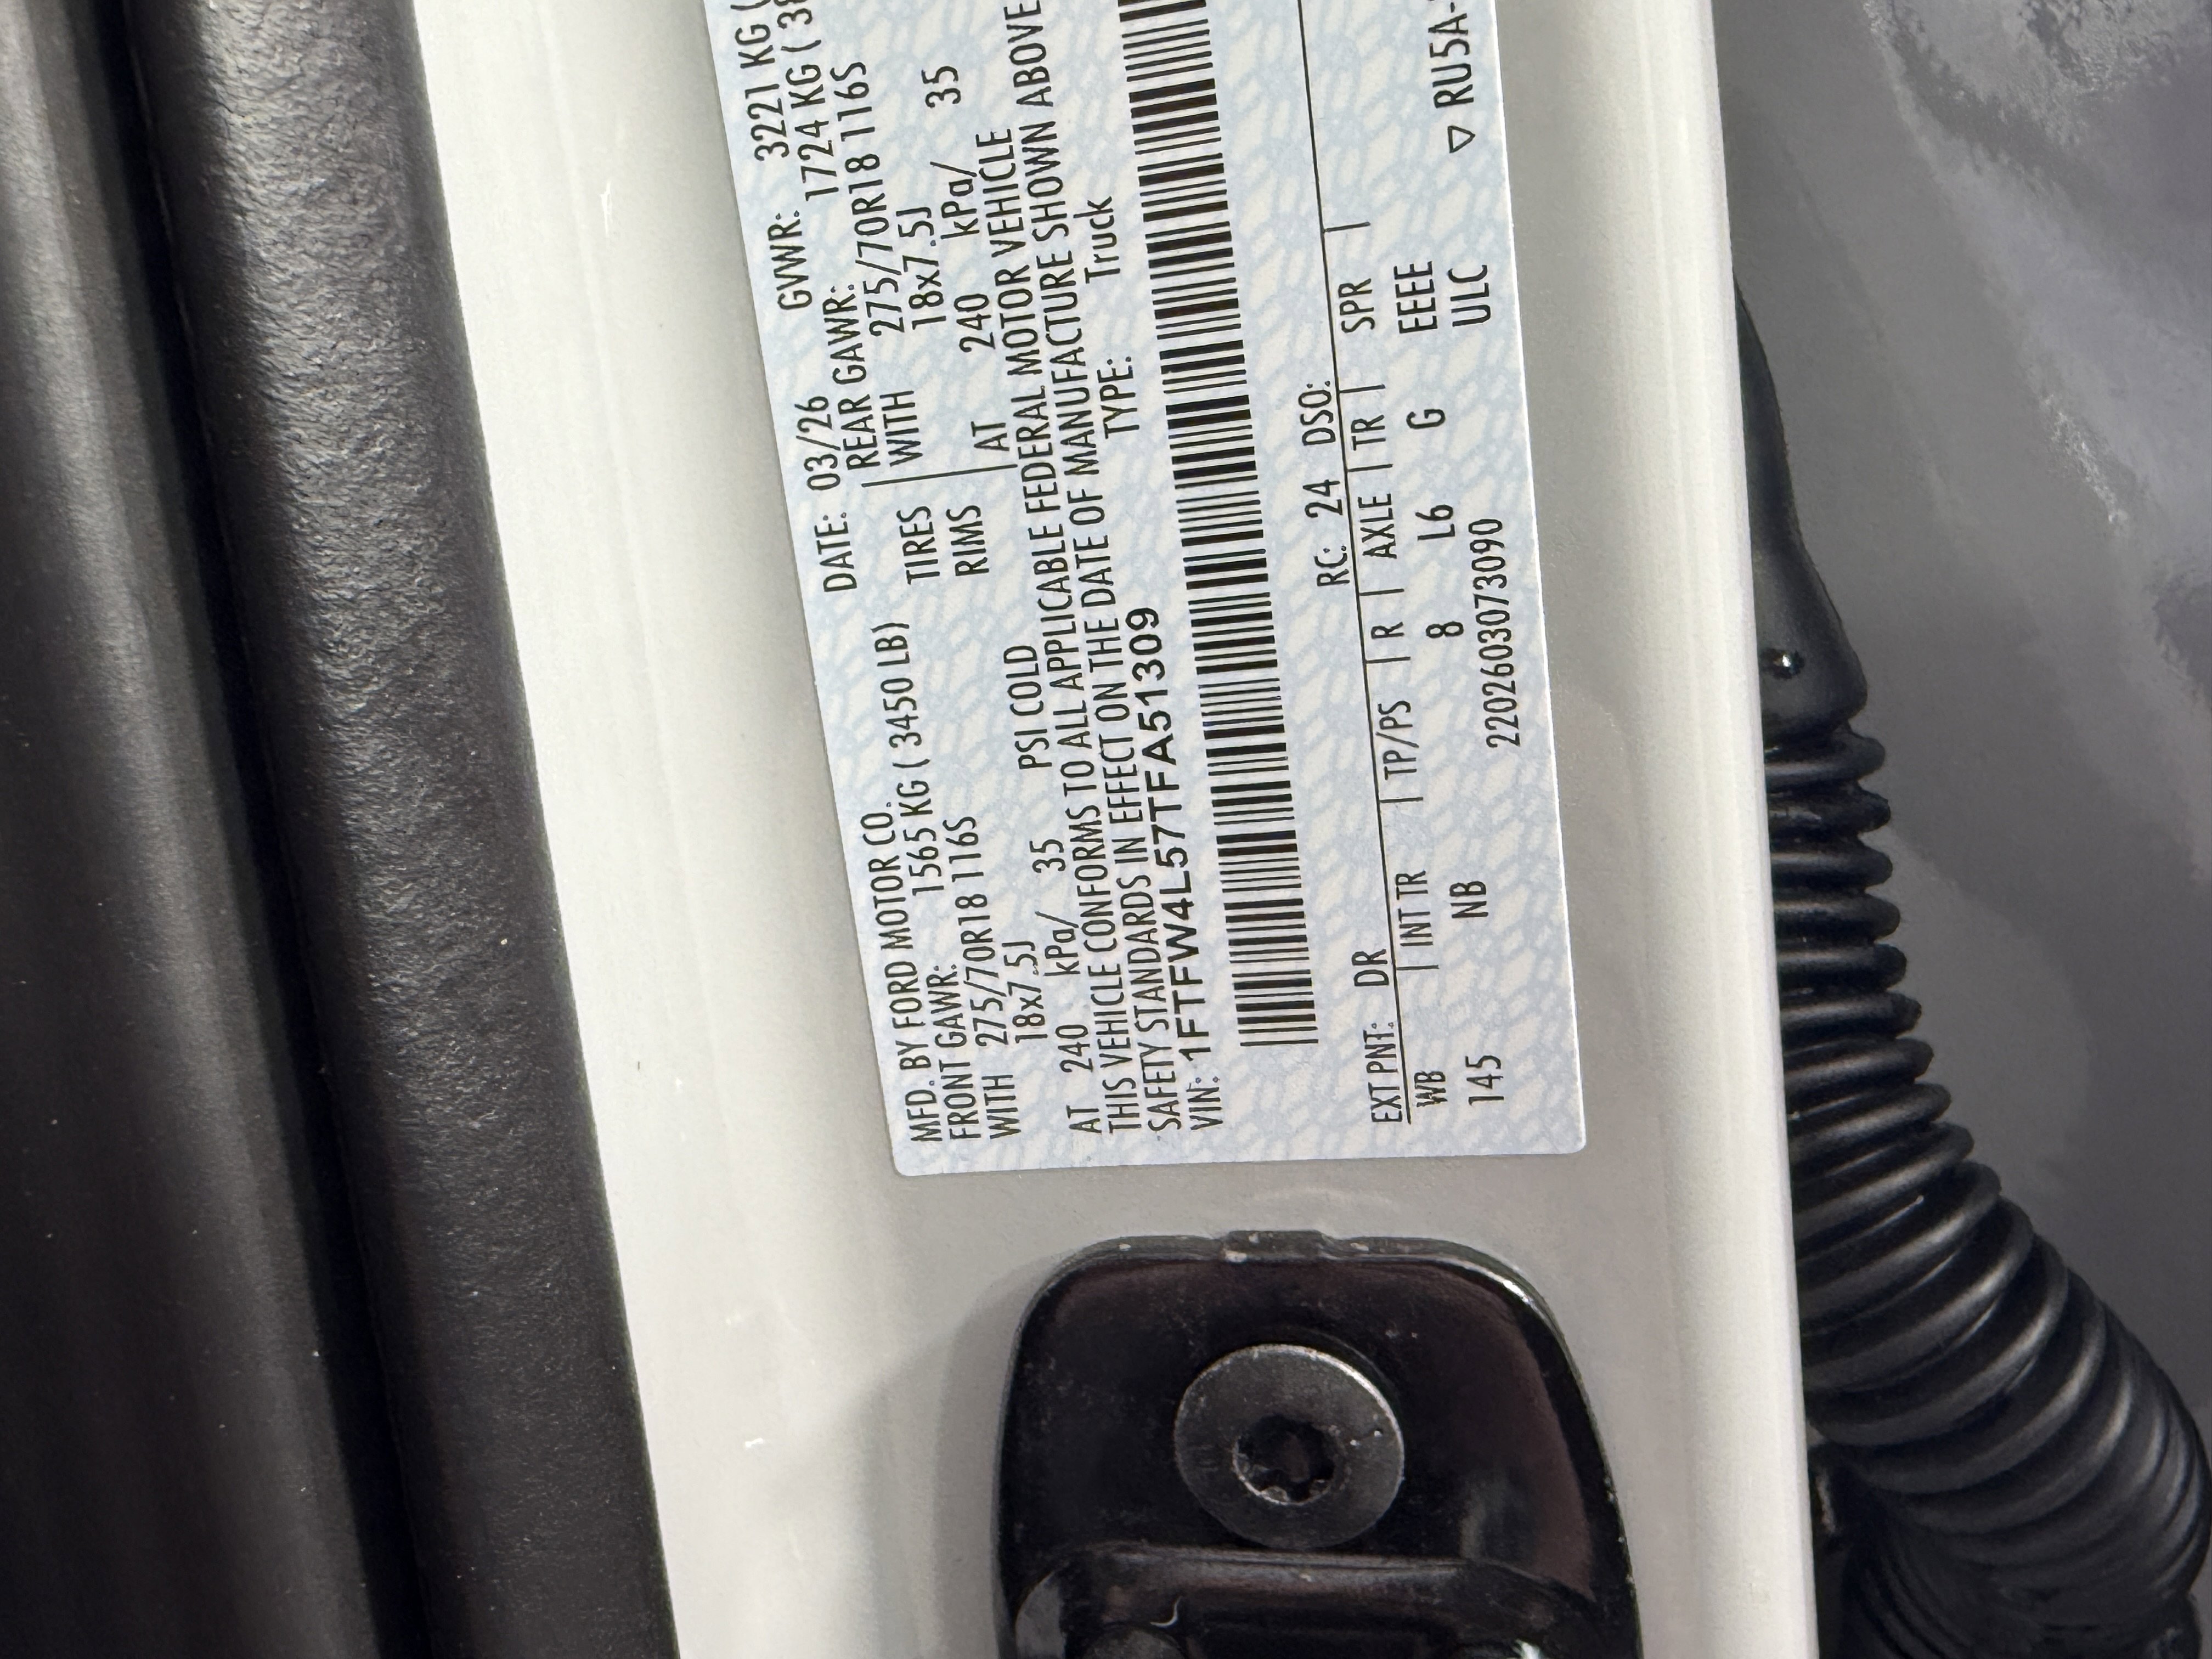 MFD. BY FORD MOTOR CO. DATE: 03/26 GVWR: 3221 KG (
FRONT GAWR: 1565 KG ( 3450 LB) REAR GAWR: 1724 KG ( 38
WITH 275/70R18 116S TIRES WITH 275/70R18 116S
18x7.5J RIMS 18x7.5J
AT 240 kPa/ 35 PSI COLD AT 240 kPa/ 35
THIS VEHICLE CONFORMS TO ALL APPLICABLE FEDERAL MOTOR VEHICLE
SAFETY STANDARDS IN EFFECT ON THE DATE OF MANUFACTURE SHOWN ABOVE
VIN: 1FTFW4L57TFA51309 TYPE: Truck
EXT PNT: DR RC: 24 DSO:
WB | INT TR | TP/PS | R | AXLE | TR | SPR |
145 NB 8 L6 G EEEE
2202603073090 ULC ▽ RU5A-